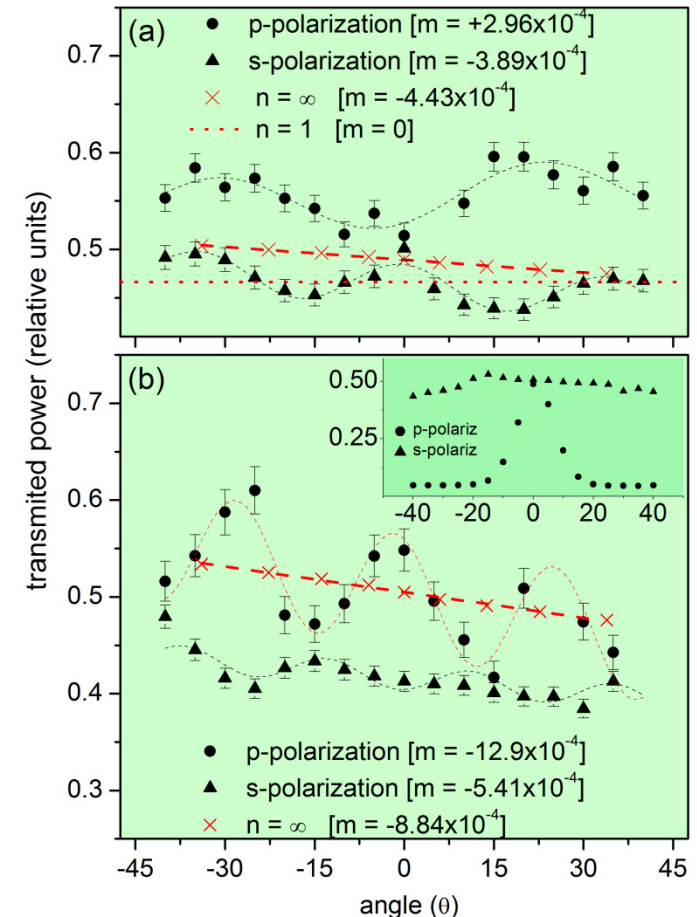 (a)
p-polarization [m = +2.96x10⁻⁴]
s-polarization [m = -3.89x10⁻⁴]
n = ∞ [m = -4.43x10⁻⁴]
n = 1 [m = 0]
0.7
0.6
0.5
transmited power (relative units)
(b)
0.50
0.25
p-polariz
s-polariz
-40 -20 0 20 40
0.7
0.6
0.5
0.4
0.3
p-polarization [m = -12.9x10⁻⁴]
s-polarization [m = -5.41x10⁻⁴]
n = ∞ [m = -8.84x10⁻⁴]
-45 -30 -15 0 15 30 45
angle (θ)